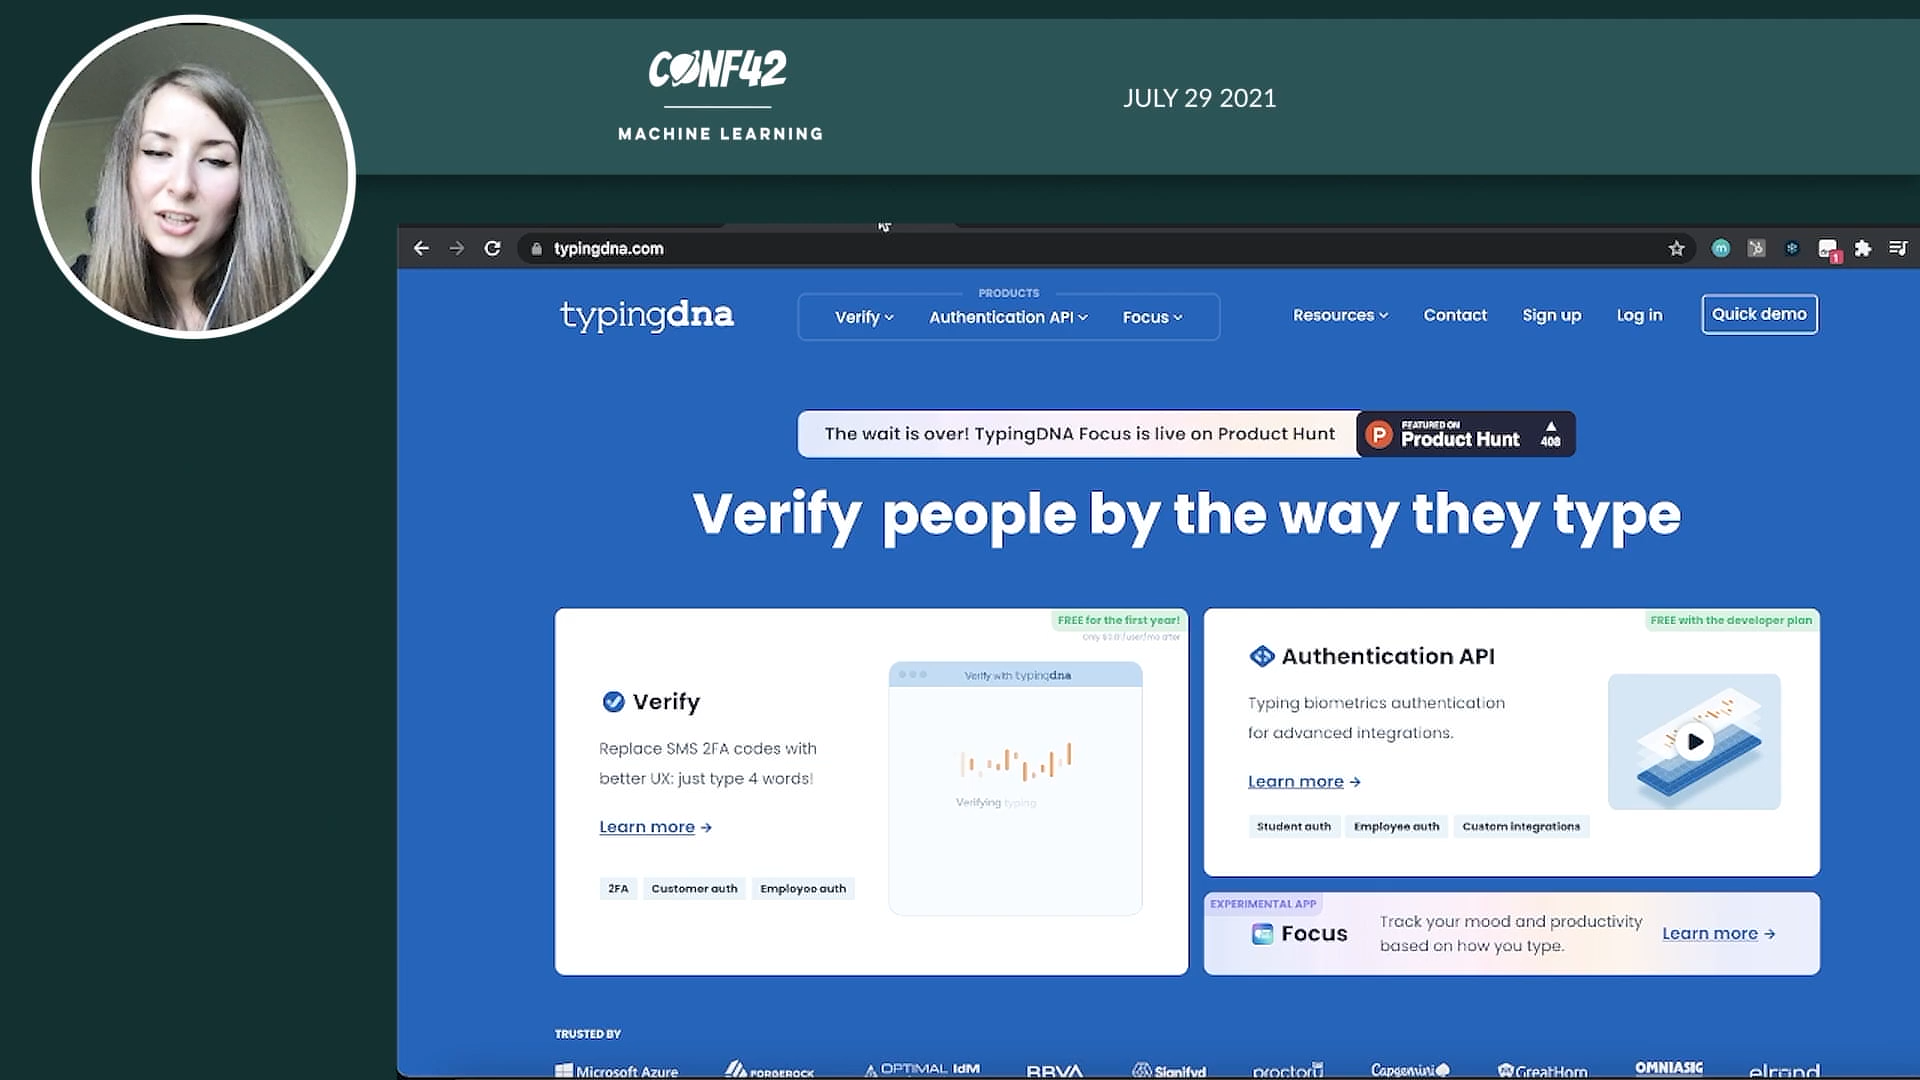 CONF42
MACHINE LEARNING
JULY 29 2021
typingdna.com
1
typingdna
PRODUCTS
Verify
Authentication API
Focus
Resources
Contact
Sign up
Log in
Quick demo
The wait is over! TypingDNA Focus is live on Product Hunt
P
FEATURED ON
Product Hunt
408
Verify people by the way they type
FREE for the first year!
/user/mo after
Verify with typingdna
Verify
Replace SMS 2FA codes with
better UX: just type 4 words!
Learn more →
Verifying typing
2FA
Customer auth
Employee auth
FREE with the developer plan
Authentication API
Typing biometrics authentication
for advanced integrations.
Learn more →
Student auth
Employee auth
Custom integrations
EXPERIMENTAL APP
Focus
Track your mood and productivity
based on how you type.
Learn more →
TRUSTED BY
Microsoft Azure
FORGEROCK
OPTIMAL IdM
BBVA
Signifyd
proctoru
Capgemini
GreatHorn
OMNIASIG
elrond